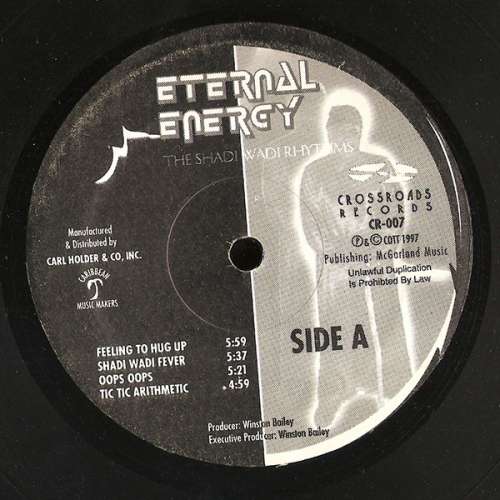 ETERNAL
ENERGY
THE SHADI WADI RHYTHMS
CROSSROADS
RECORDS
CR-007
Ⓟ&© COTT 1997
Publishing: McGarland Music
Unlawful Duplication
Is Prohibited By Law
Manufactured
& Distributed by
CARL HOLDER & CO, INC.
CARIBBEAN
MUSIC MAKERS
SIDE A
FEELING TO HUG UP 5:59
SHADI WADI FEVER 5:37
OOPS OOPS 5:21
TIC TIC ARITHMETIC 4:59
Producer: Winston Bailey
Executive Producer: Winston Bailey